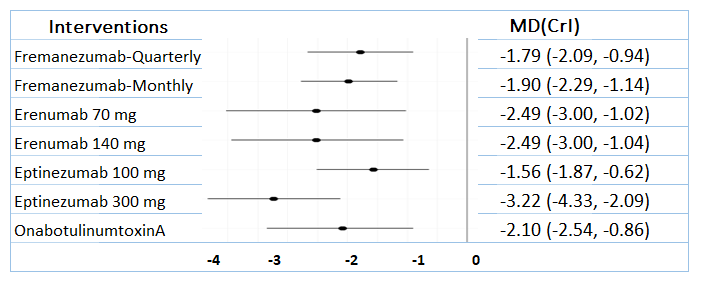 Interventions MD(CrI)
Fremanezumab-Quarterly -1.79 (-2.09, -0.94)
Fremanezumab-Monthly -1.90 (-2.29, -1.14)
Erenumab 70 mg -2.49 (-3.00, -1.02)
Erenumab 140 mg -2.49 (-3.00, -1.04)
Eptinezumab 100 mg -1.56 (-1.87, -0.62)
Eptinezumab 300 mg -3.22 (-4.33, -2.09)
OnabotulinumtoxinA -2.10 (-2.54, -0.86)
-4 -3 -2 -1 0